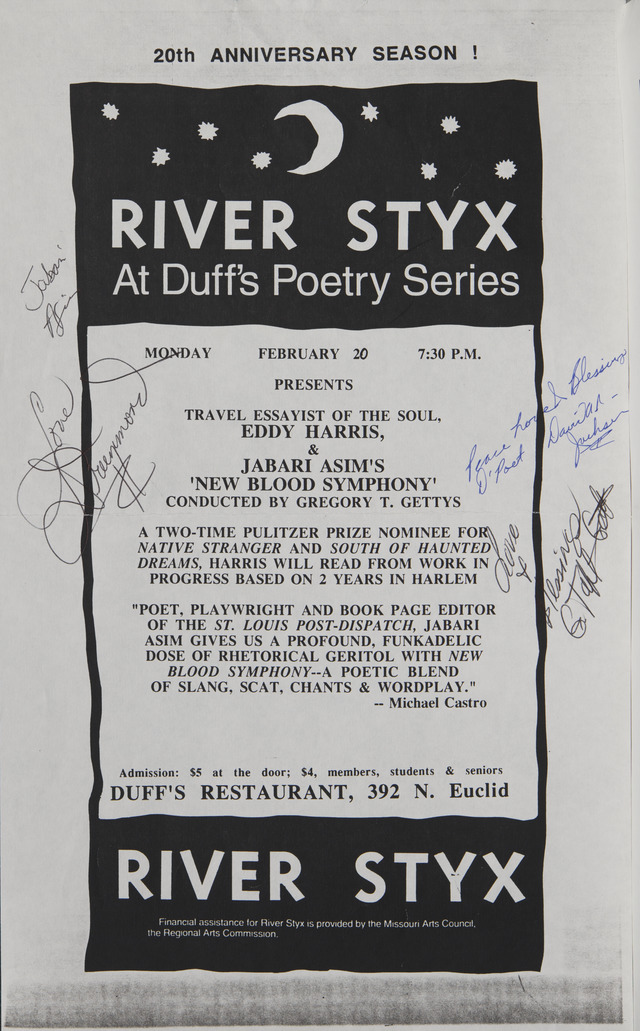 20th ANNIVERSARY SEASON !
RIVER STYX
At Duff's Poetry Series
MONDAY FEBRUARY 20 7:30 P.M.
PRESENTS
TRAVEL ESSAYIST OF THE SOUL,
EDDY HARRIS,
&
JABARI ASIM'S
'NEW BLOOD SYMPHONY'
CONDUCTED BY GREGORY T. GETTYS
A TWO-TIME PULITZER PRIZE NOMINEE FOR
NATIVE STRANGER AND SOUTH OF HAUNTED
DREAMS, HARRIS WILL READ FROM WORK IN
PROGRESS BASED ON 2 YEARS IN HARLEM
"POET, PLAYWRIGHT AND BOOK PAGE EDITOR
OF THE ST. LOUIS POST-DISPATCH, JABARI
ASIM GIVES US A PROFOUND, FUNKADELIC
DOSE OF RHETORICAL GERITOL WITH NEW
BLOOD SYMPHONY--A POETIC BLEND
OF SLANG, SCAT, CHANTS & WORDPLAY."
-- Michael Castro
Admission: $5 at the door; $4, members, students & seniors
DUFF'S RESTAURANT, 392 N. Euclid
RIVER STYX
Financial assistance for River Styx is provided by the Missouri Arts Council,
the Regional Arts Commission.
Jabari
Asim
Love
Peace Love & Blessing
D'Poet
Jackson
Love
&
Blessings